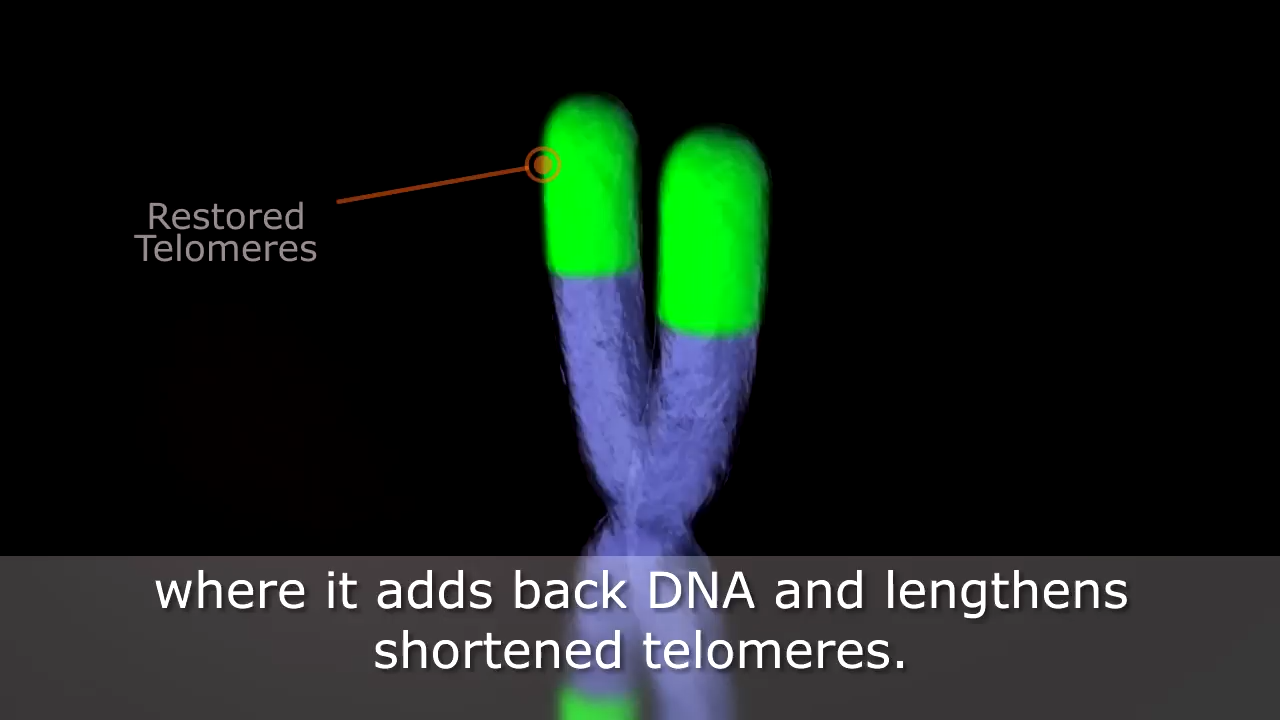 Restored
Telomeres
where it adds back DNA and lengthens
shortened telomeres.